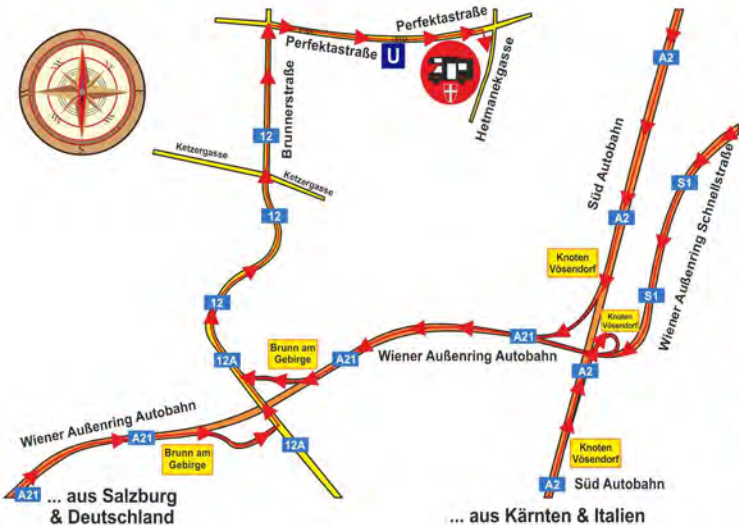 Perfektastraße
Perfektastraße
U
Hetmanekgasse
A2
12
Brunnerstraße
Ketzergasse
Ketzergasse
12
Süd Autobahn
A2
S1
Wiener Außenring Schnellstraße
Knoten
Vösendorf
S1
12
Knoten
Vösendorf
A21
12A
Brunn am
Gebirge
A21
Wiener Außenring Autobahn
A2
Wiener Außenring Autobahn
A21
12A
Brunn am
Gebirge
Knoten
Vösendorf
A21
... aus Salzburg
& Deutschland
A2
Süd Autobahn
... aus Kärnten & Italien